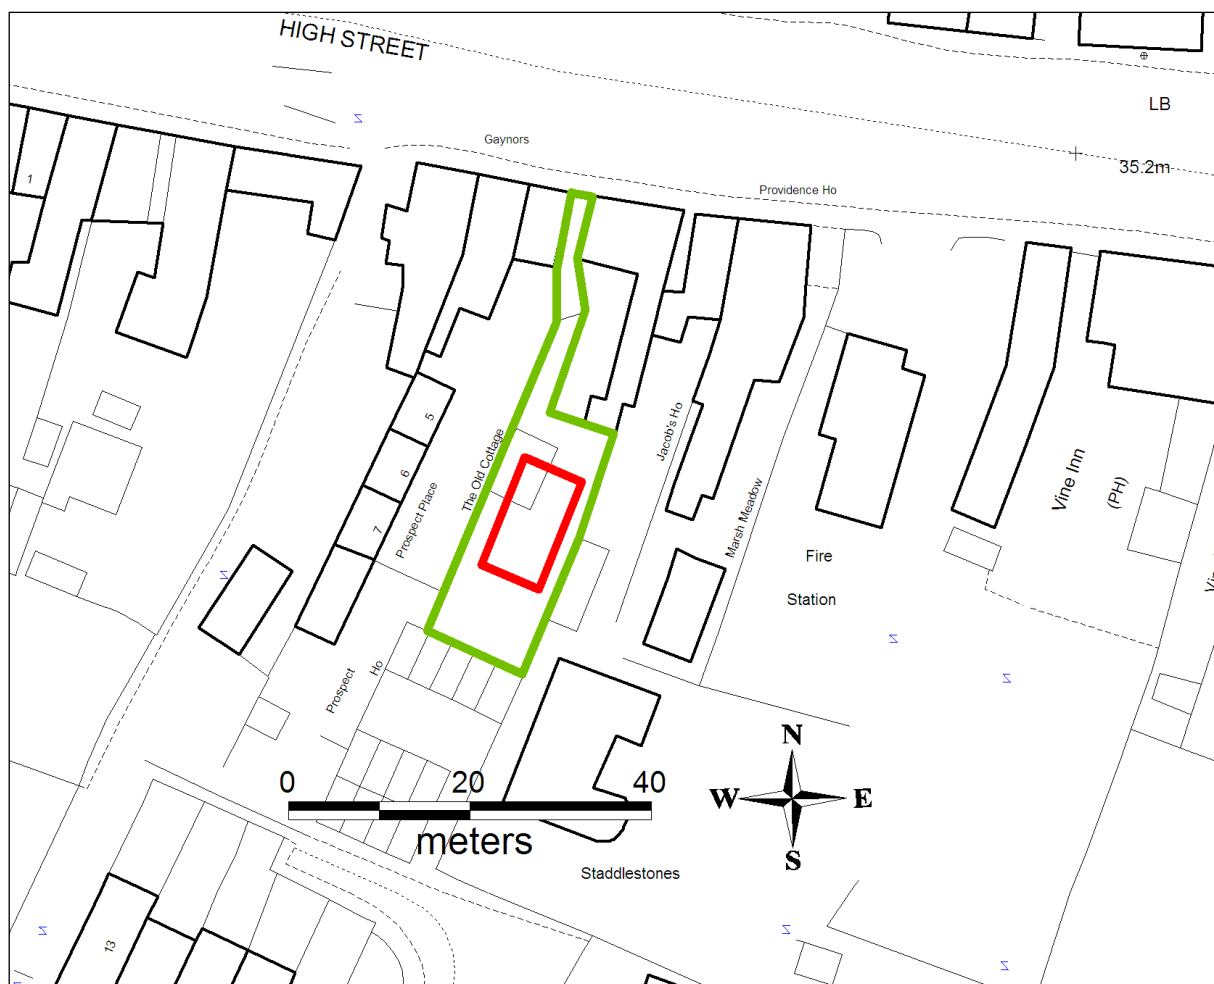 HIGH STREET
Gaynors
LB
35.2m
Providence Ho
1
5
6
7
The Old Cottage
Prospect Place
Jacob's Ho
Marsh Meadow
Vine Inn
(PH)
Fire
Station
Prospect
Ho
N
W E
S
0 20 40
meters
Staddlestones
13